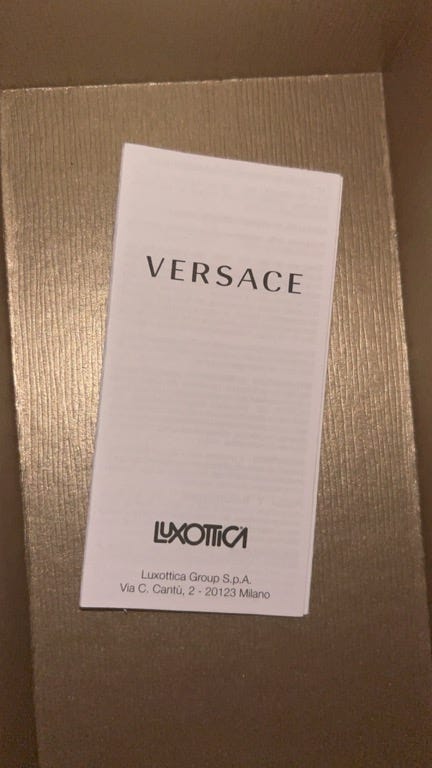 VERSACE
LUXOTTICA
Luxottica Group S.p.A.
Via C. Cantù, 2 - 20123 Milano